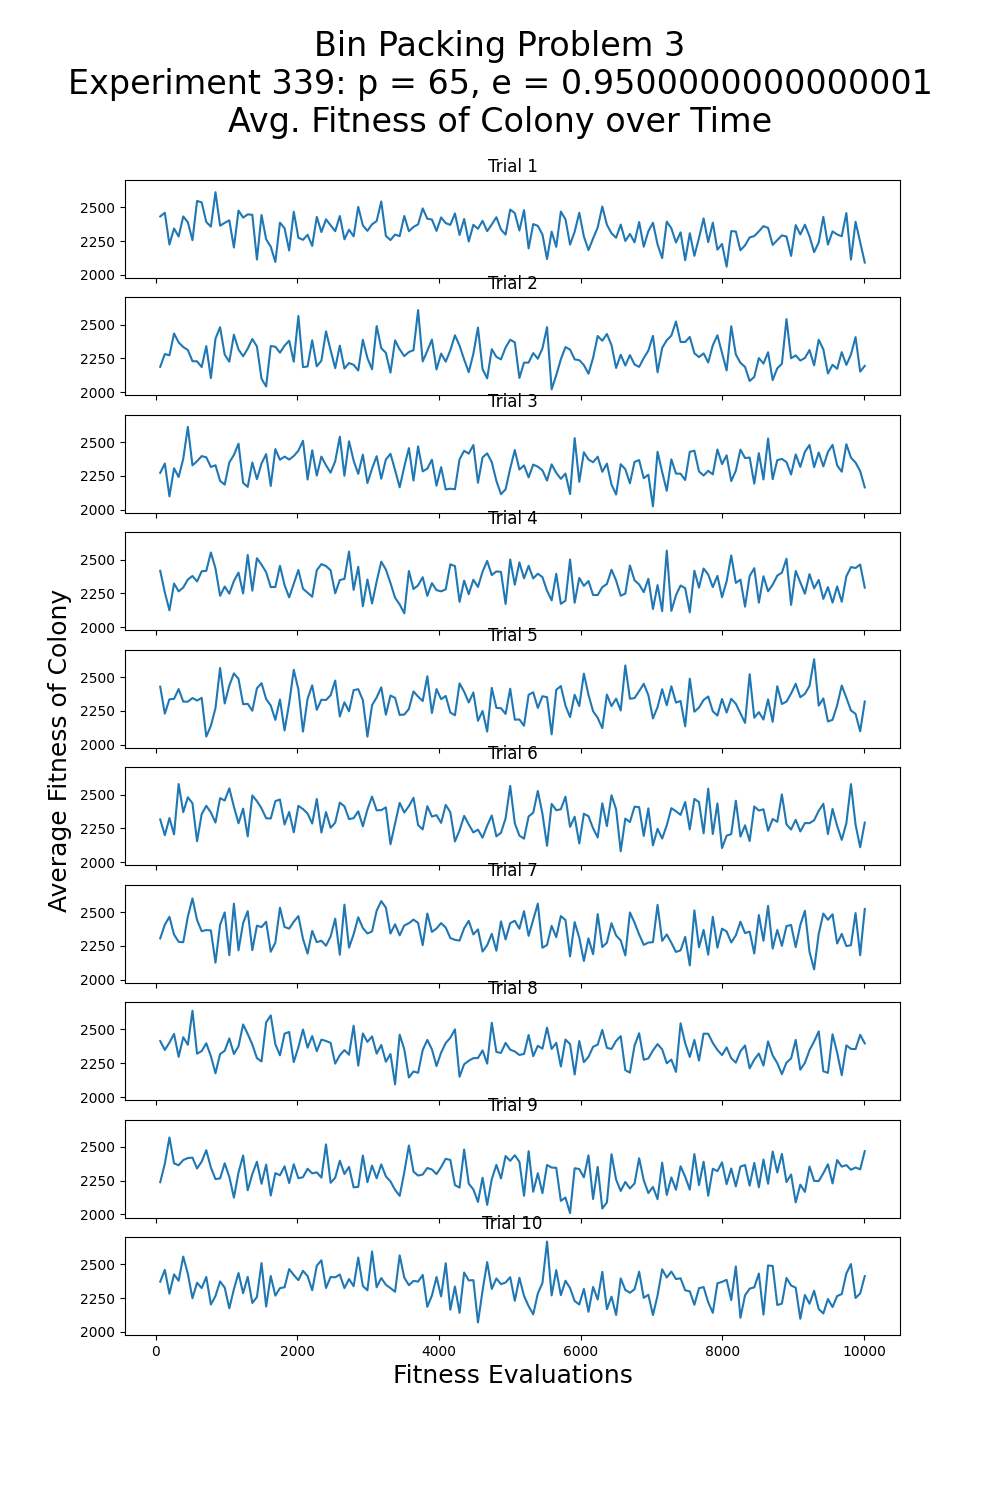 Bin Packing Problem 3
Experiment 339: p = 65, e = 0.9500000000000001
Avg. Fitness of Colony over Time
Trial 1
2500
2250
2000
Trial 2
2500
2250
2000
Trial 3
2500
2250
2000
Trial 4
2500
2250
2000
Trial 5
2500
2250
2000
Trial 6
2500
2250
2000
Trial 7
2500
2250
2000
Trial 8
2500
2250
2000
Trial 9
2500
2250
2000
Trial 10
2500
2250
2000
0 2000 4000 6000 8000 10000
Fitness Evaluations
Average Fitness of Colony